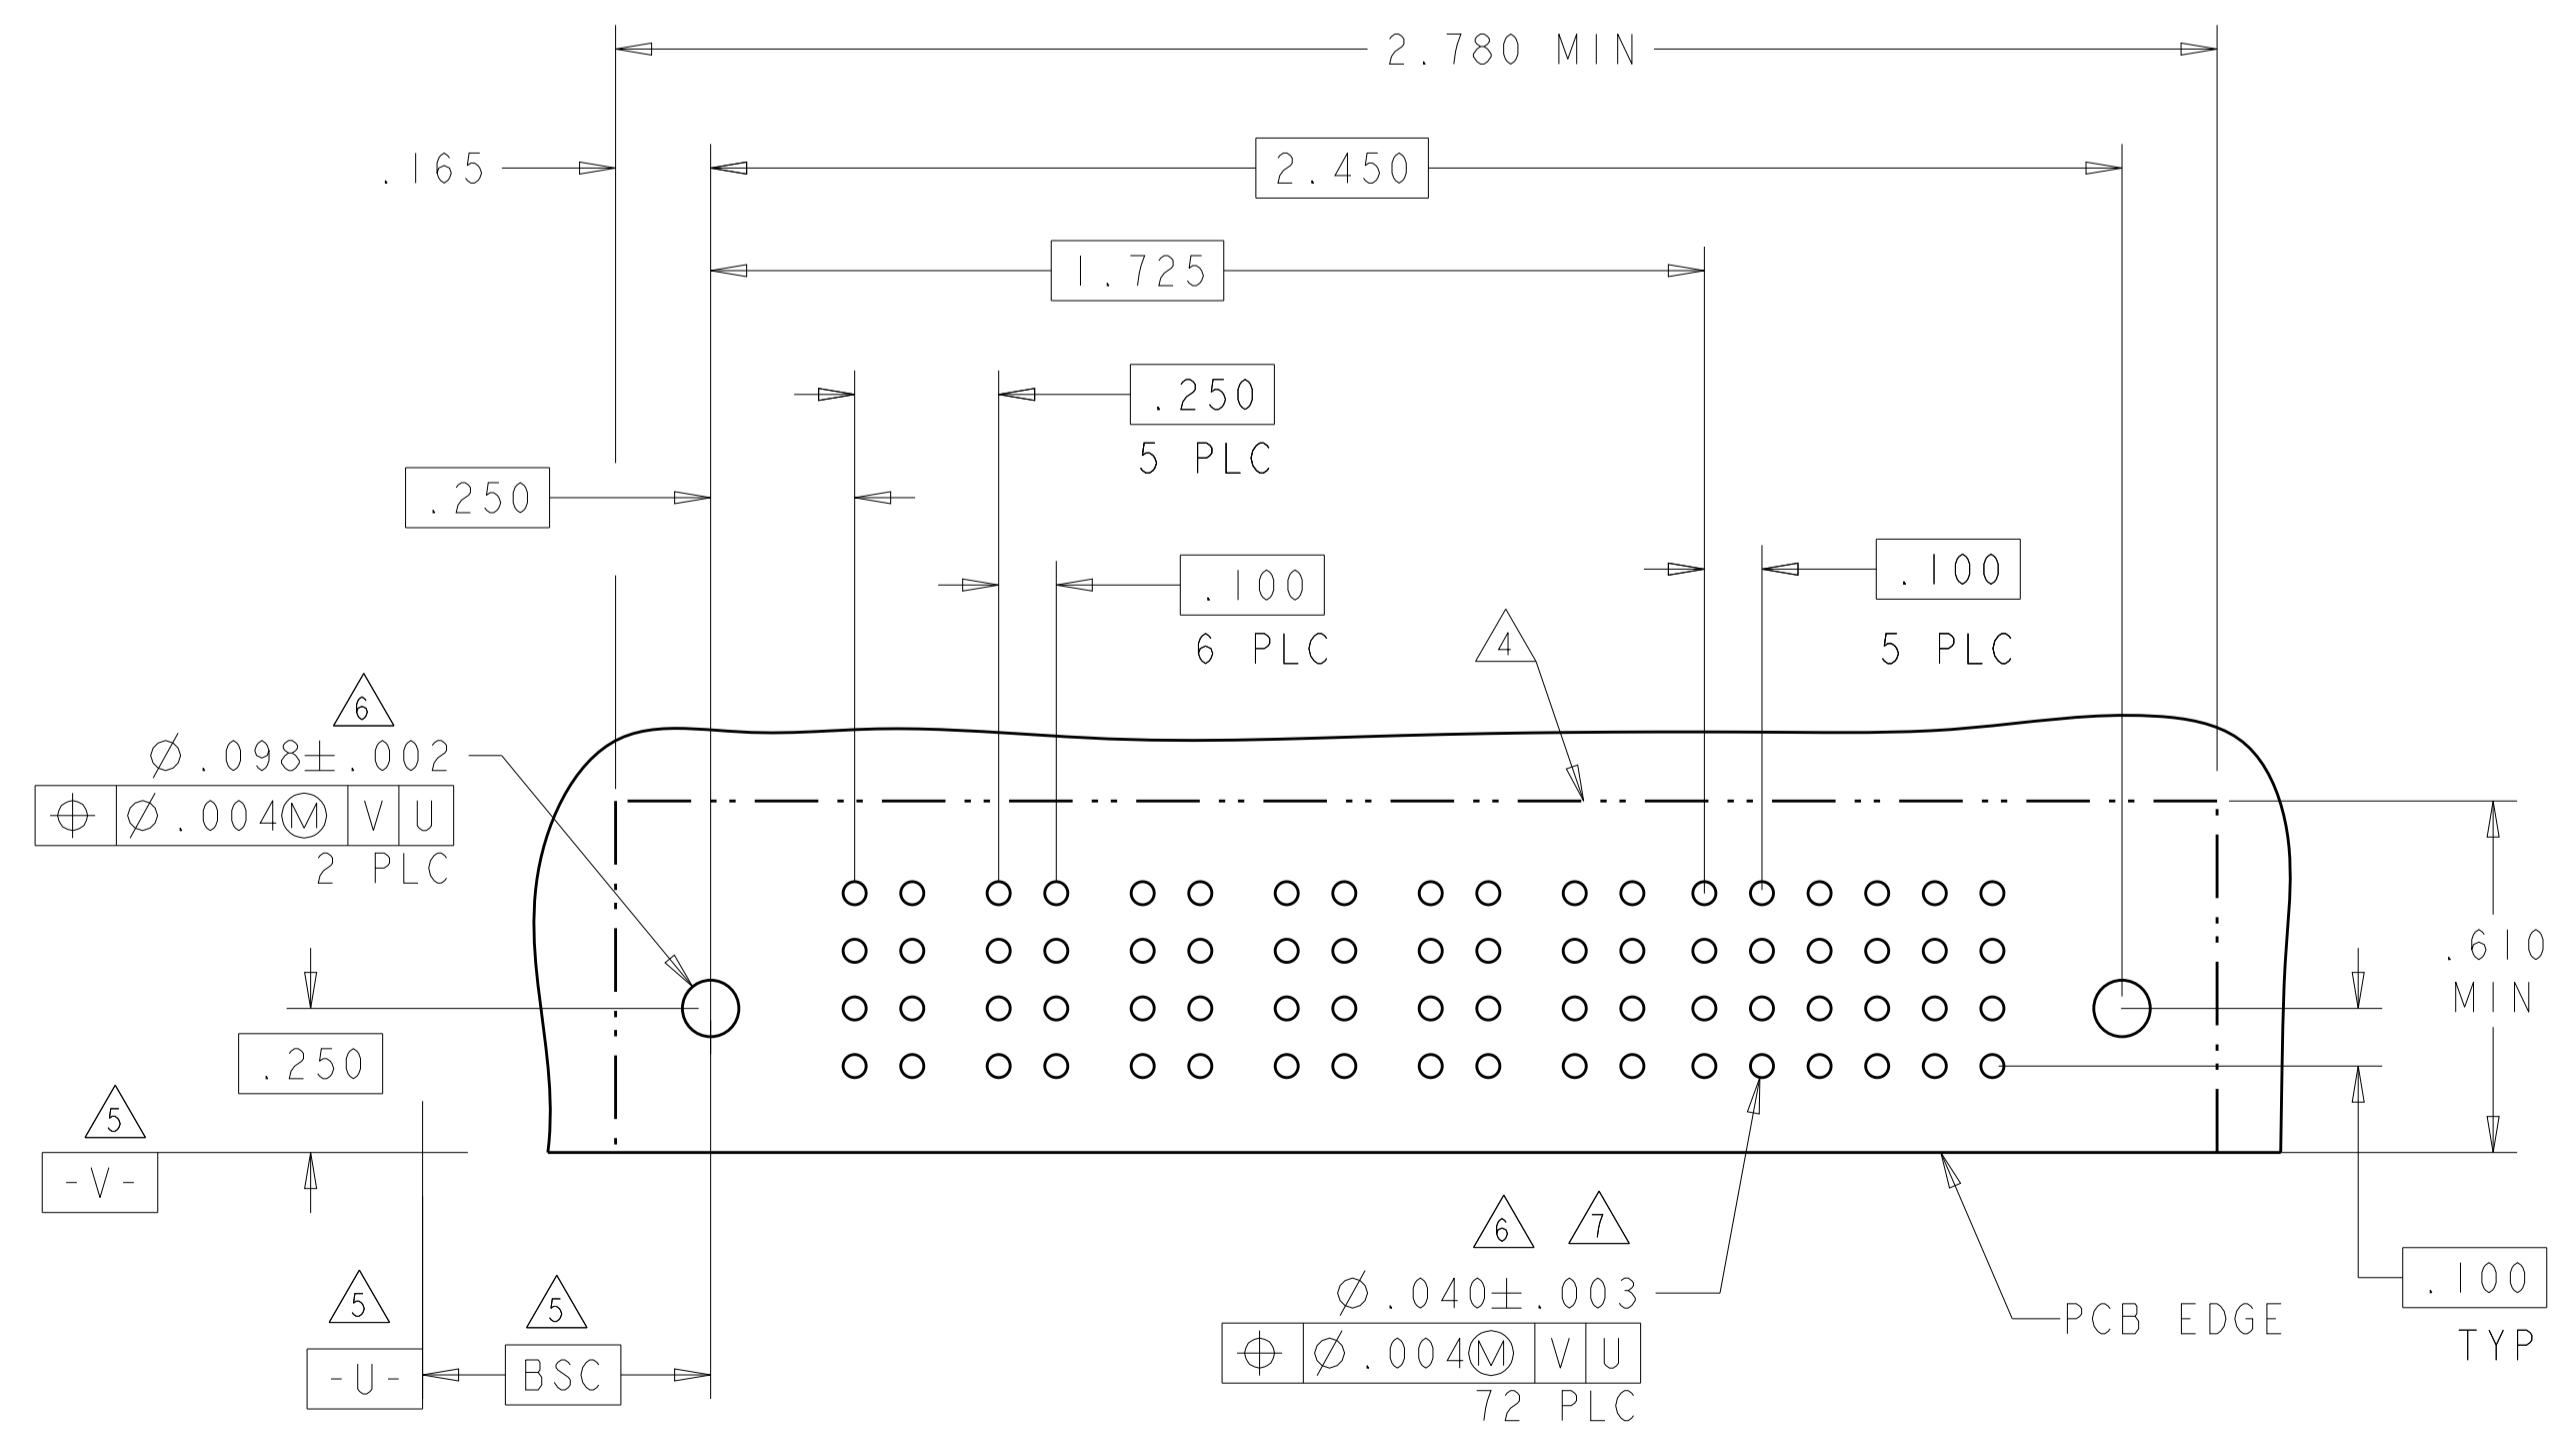 2.780 MIN
.165
2.450
1.725
.250
5 PLC
.250
.100
6 PLC
.100
5 PLC
4
6
Ø.098±.002
⌖ Ø.004Ⓜ V U
2 PLC
.610
MIN
.250
5
-V-
5
-U-
5
BSC
6 7
Ø.040±.003
⌖ Ø.004Ⓜ V U
72 PLC
PCB EDGE
.100
TYP